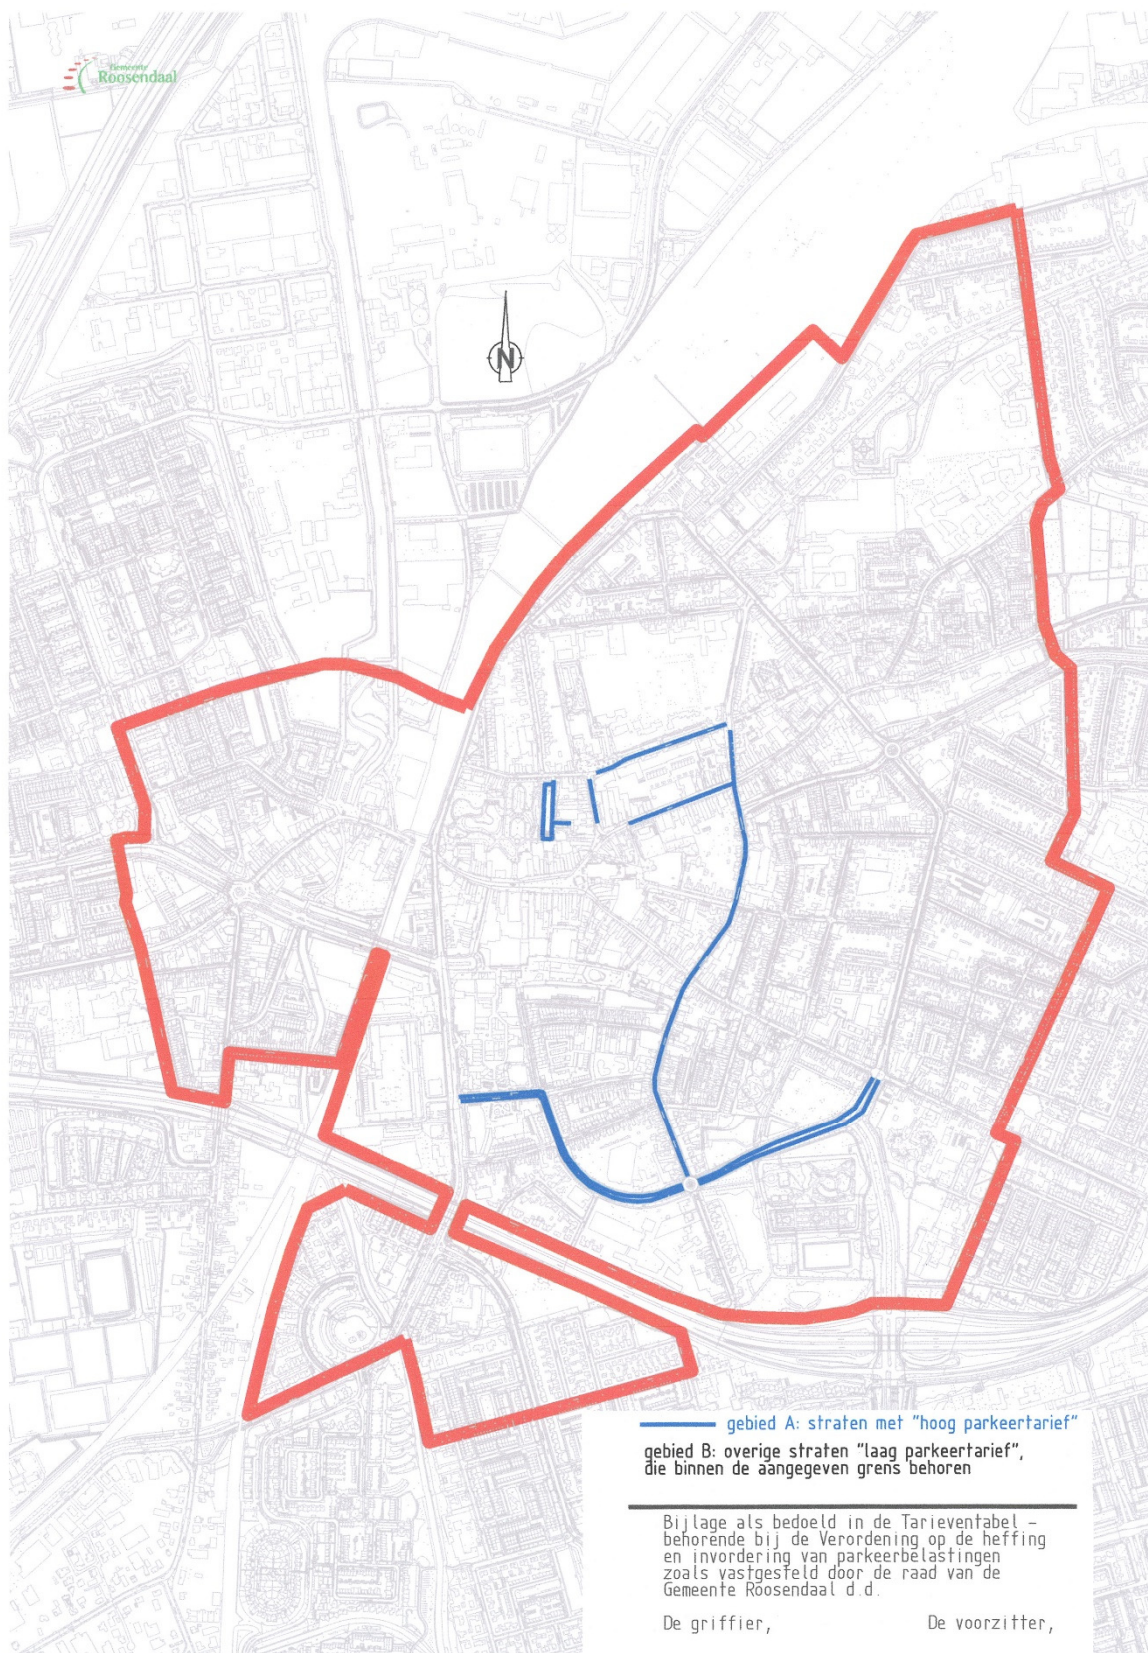 Gemeente
Roosendaal
N
gebied A: straten met "hoog parkeertarief"
gebied B: overige straten "laag parkeertarief",
die binnen de aangegeven grens behoren
Bijlage als bedoeld in de Tarieventabel -
behorende bij de Verordening op de heffing
en invordering van parkeerbelastingen
zoals vastgesteld door de raad van de
Gemeente Roosendaal d.d.
De griffier, De voorzitter,